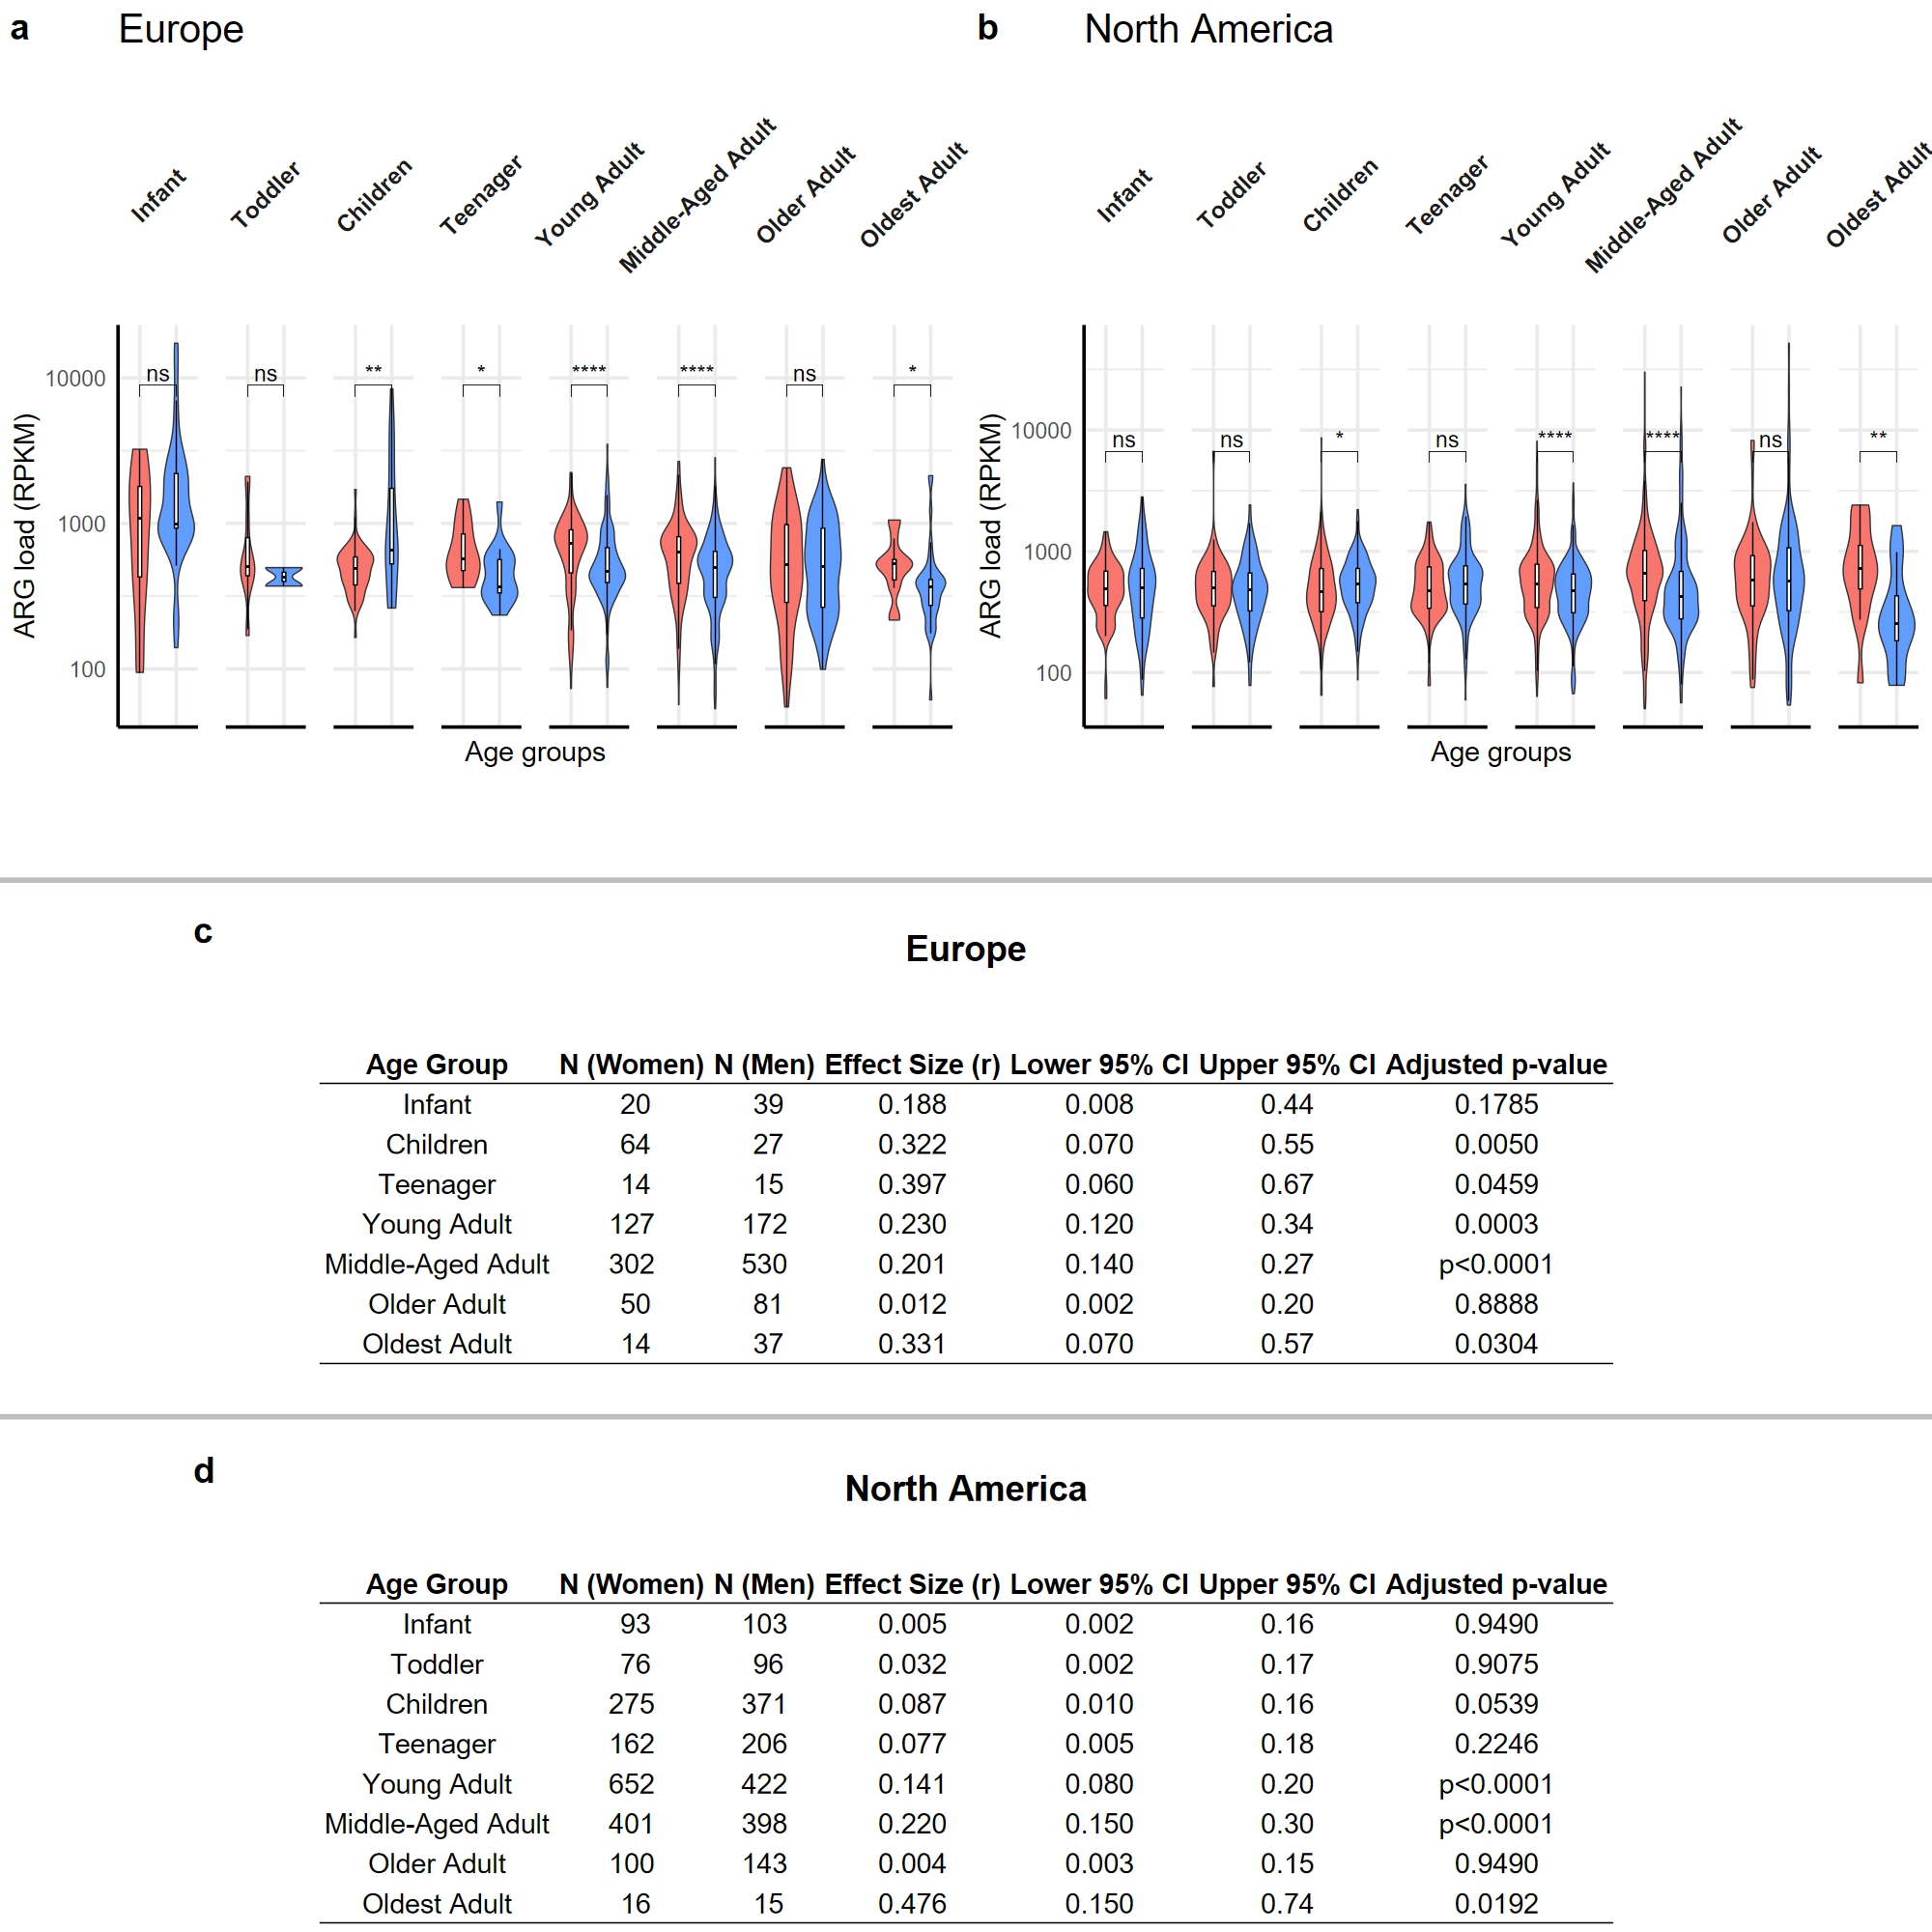 a Europe
Infant Toddler Children Teenager Young Adult Middle-Aged Adult Older Adult Oldest Adult
ns ns ** * **** **** ns *
10000
1000
100
ARG load (RPKM)
Age groups
b North America
Infant Toddler Children Teenager Young Adult Middle-Aged Adult Older Adult Oldest Adult
ns ns * ns **** **** ns **
10000
1000
100
ARG load (RPKM)
Age groups
c
Europe
Age Group N (Women) N (Men) Effect Size (r) Lower 95% CI Upper 95% CI Adjusted p-value
Infant 20 39 0.188 0.008 0.44 0.1785
Children 64 27 0.322 0.070 0.55 0.0050
Teenager 14 15 0.397 0.060 0.67 0.0459
Young Adult 127 172 0.230 0.120 0.34 0.0003
Middle-Aged Adult 302 530 0.201 0.140 0.27 p<0.0001
Older Adult 50 81 0.012 0.002 0.20 0.8888
Oldest Adult 14 37 0.331 0.070 0.57 0.0304
d
North America
Age Group N (Women) N (Men) Effect Size (r) Lower 95% CI Upper 95% CI Adjusted p-value
Infant 93 103 0.005 0.002 0.16 0.9490
Toddler 76 96 0.032 0.002 0.17 0.9075
Children 275 371 0.087 0.010 0.16 0.0539
Teenager 162 206 0.077 0.005 0.18 0.2246
Young Adult 652 422 0.141 0.080 0.20 p<0.0001
Middle-Aged Adult 401 398 0.220 0.150 0.30 p<0.0001
Older Adult 100 143 0.004 0.003 0.15 0.9490
Oldest Adult 16 15 0.476 0.150 0.74 0.0192